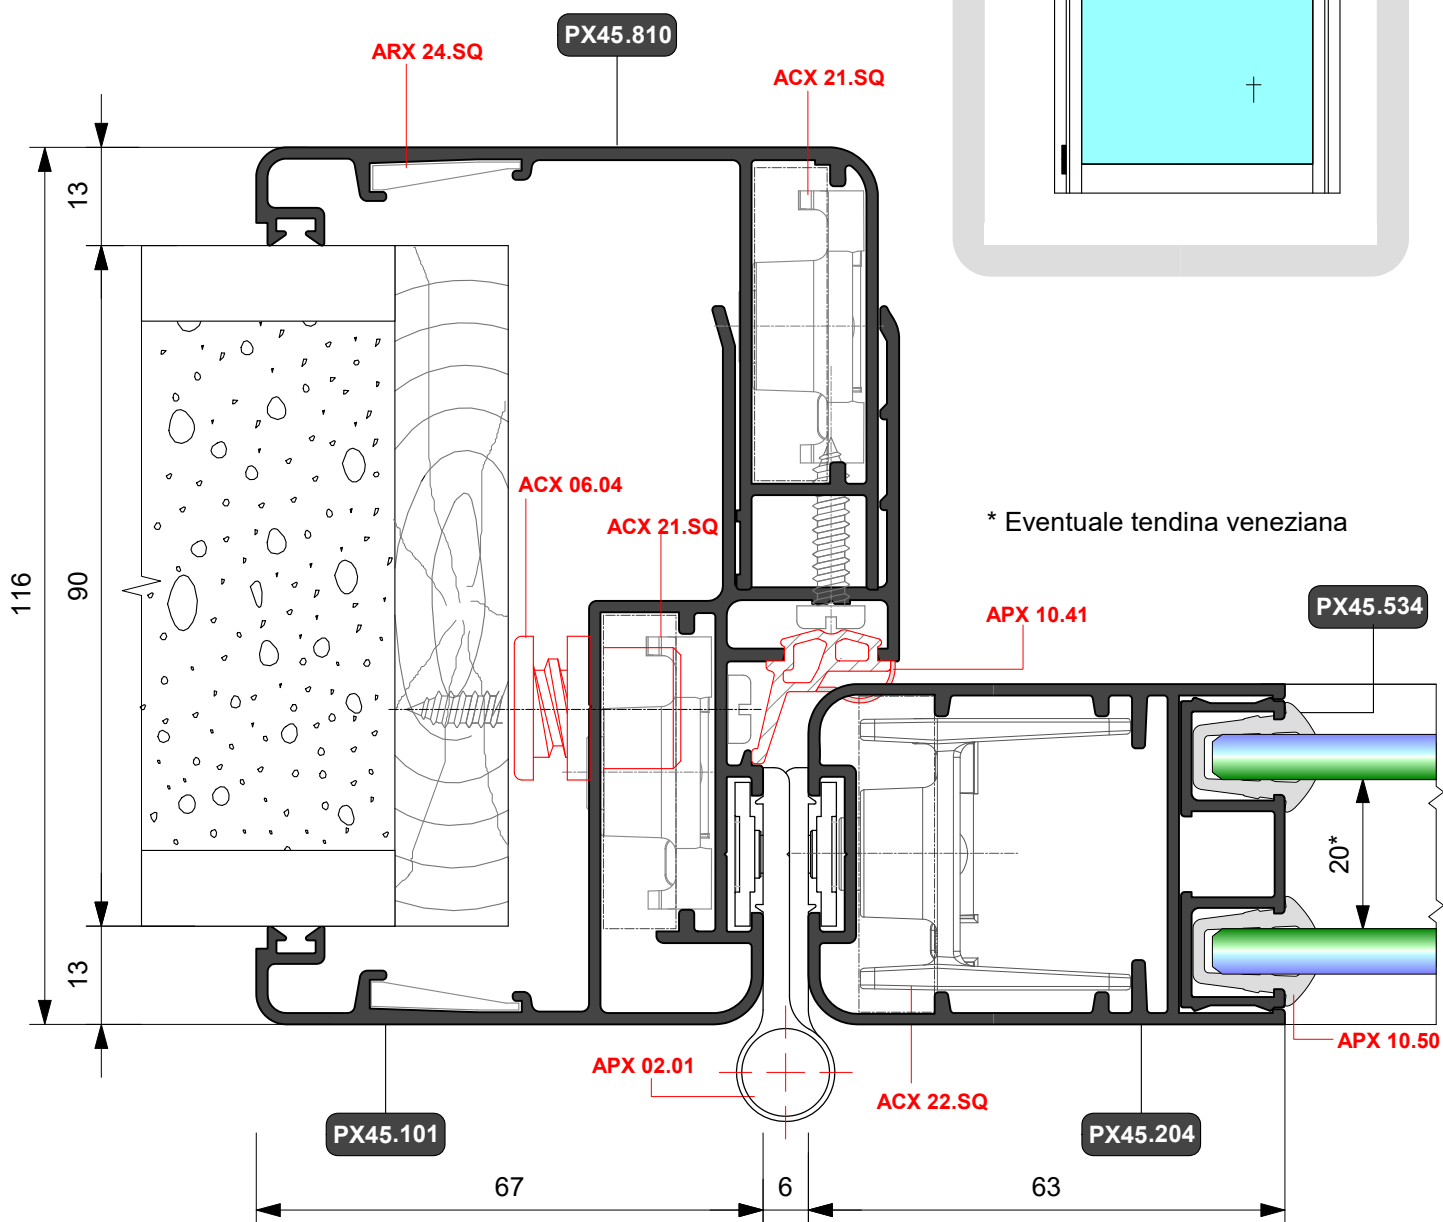 PX45.810
ARX 24.SQ
ACX 21.SQ
13
ACX 06.04
ACX 21.SQ
* Eventuale tendina veneziana
116
90
APX 10.41
PX45.534
20*
13
APX 02.01
ACX 22.SQ
APX 10.50
PX45.101
PX45.204
67
6
63